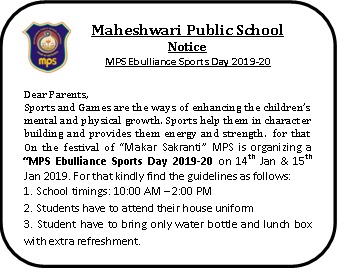 mps
Maheshwari Public School
Notice
MPS Ebulliance Sports Day 2019-20
Dear Parents,
Sports and Games are the ways of enhancing the children's
mental and physical growth. Sports help them in character
building and provides them energy and strength. for that
On the festival of "Makar Sakranti" MPS is organizing a
"MPS Ebulliance Sports Day 2019-20 on 14th Jan & 15th
Jan 2019. For that kindly find the guidelines as follows:
1. School timings: 10:00 AM – 2:00 PM
2. Students have to attend their house uniform
3. Student have to bring only water bottle and lunch box
with extra refreshment.